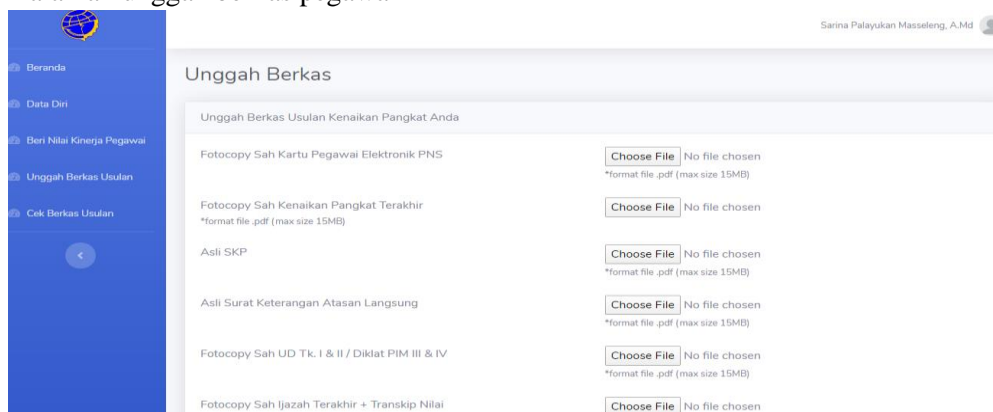 Sarina Palayukan Masseleng, A.Md
Beranda
Data Diri
Beri Nilai Kinerja Pegawai
Unggah Berkas Usulan
Cek Berkas Usulan
Unggah Berkas
Unggah Berkas Usulan Kenaikan Pangkat Anda
Fotocopy Sah Kartu Pegawai Elektronik PNS
Choose File No file chosen
*format file .pdf (max size 15MB)
Fotocopy Sah Kenaikan Pangkat Terakhir
*format file .pdf (max size 15MB)
Choose File No file chosen
Asli SKP
Choose File No file chosen
*format file .pdf (max size 15MB)
Asli Surat Keterangan Atasan Langsung
Choose File No file chosen
*format file .pdf (max size 15MB)
Fotocopy Sah UD Tk. I & II / Diklat PIM III & IV
Choose File No file chosen
*format file .pdf (max size 15MB)
Fotocopy Sah Ijazah Terakhir + Transkip Nilai
Choose File No file chosen